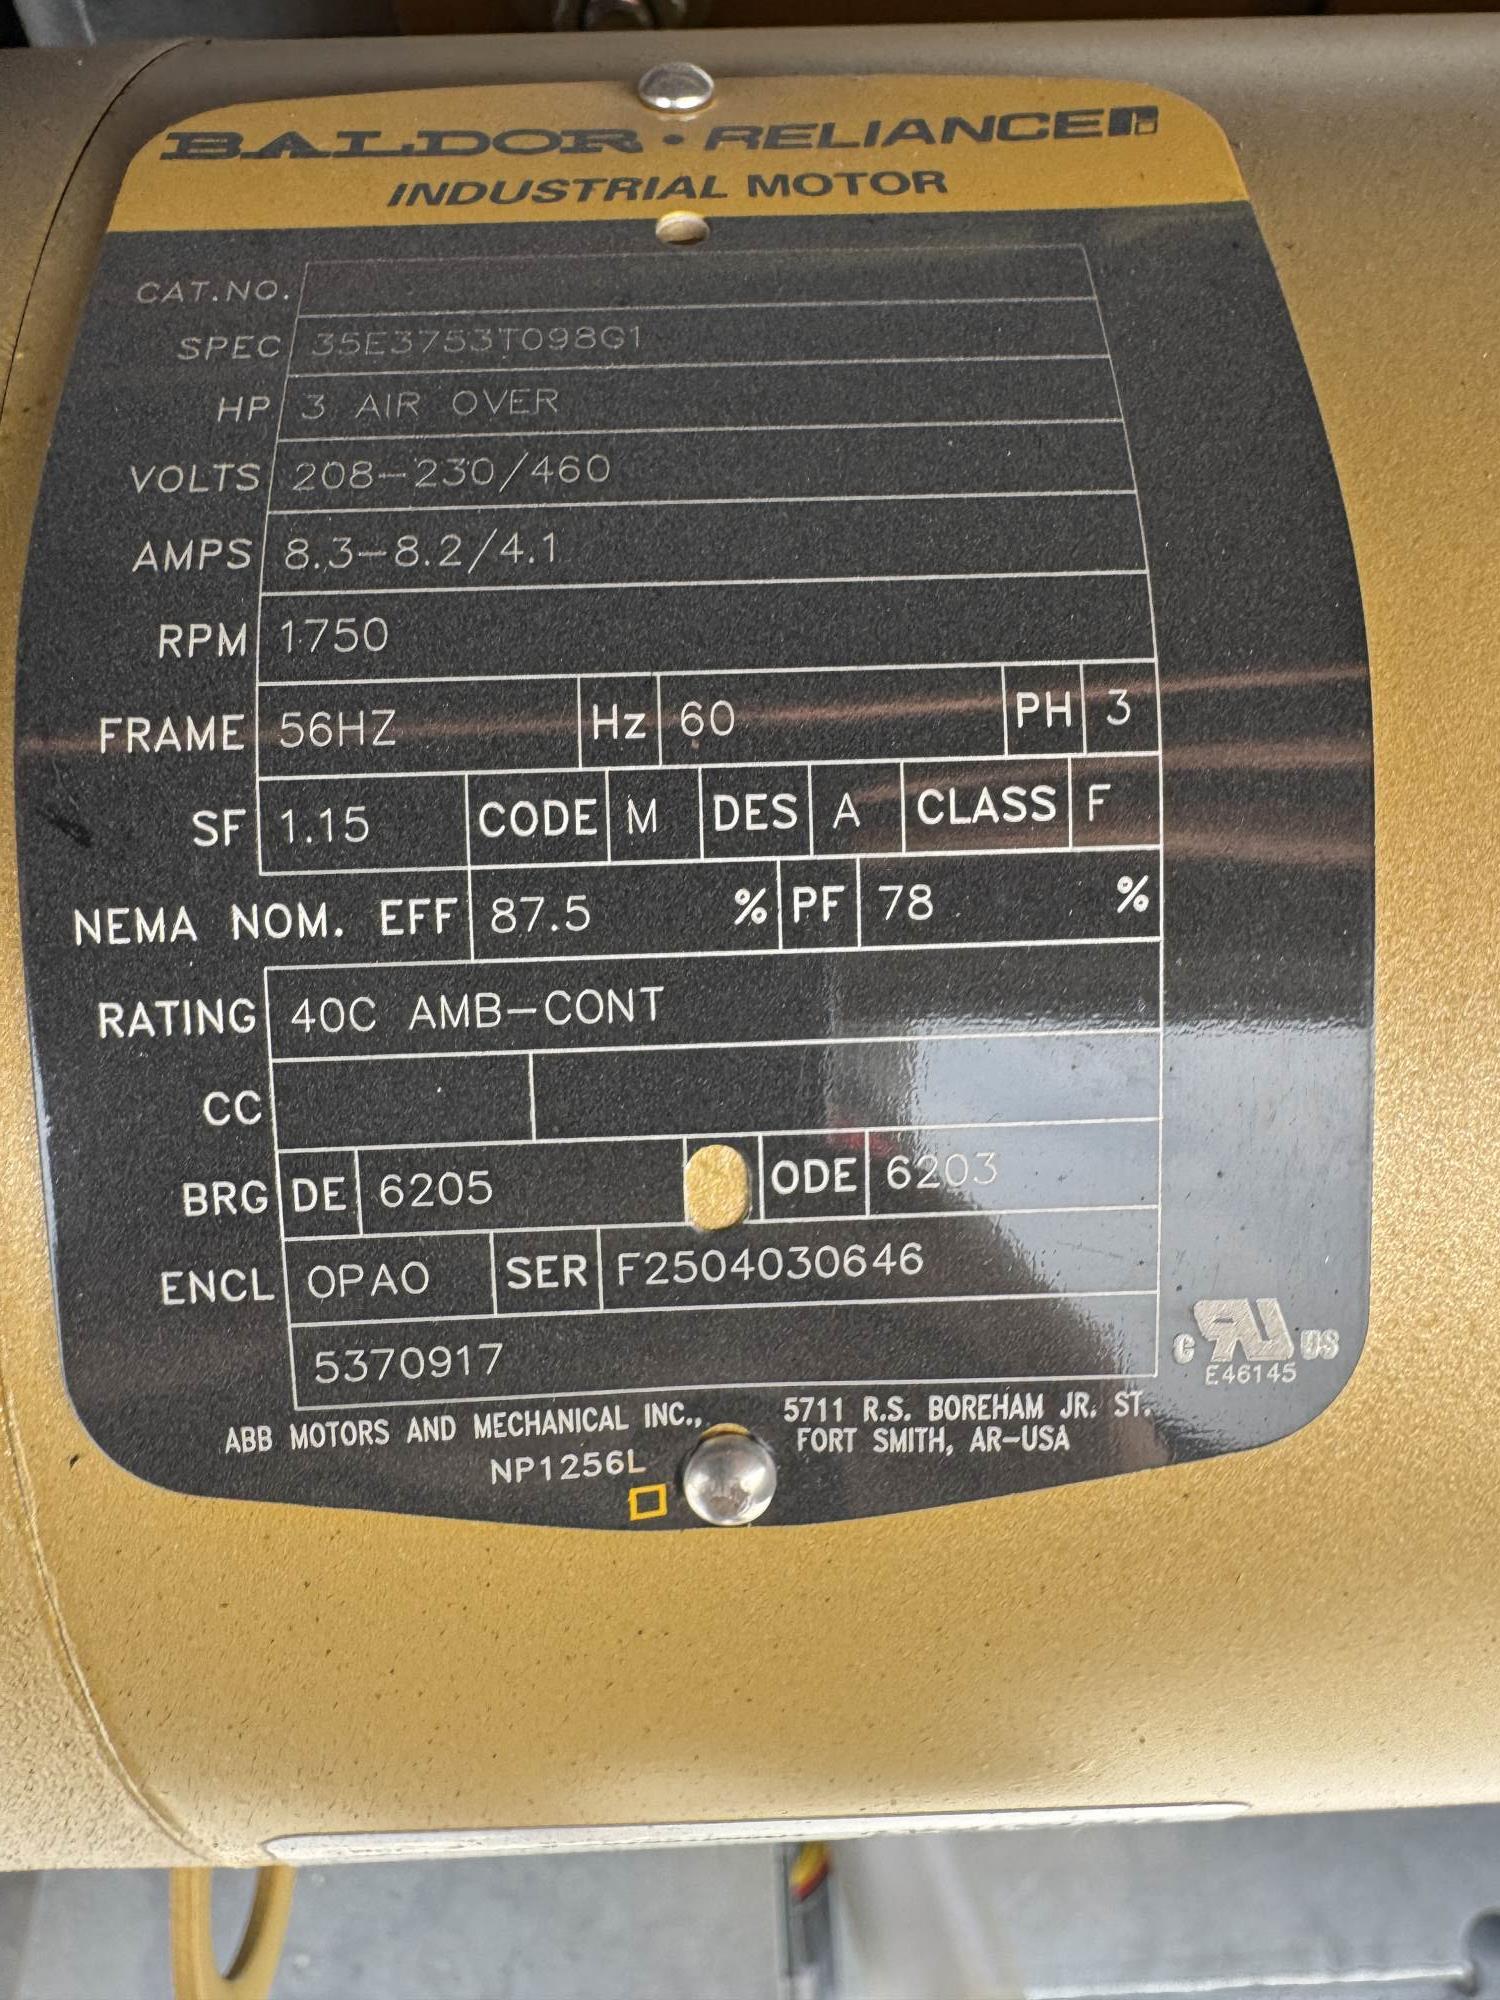 BALDOR • RELIANCE
INDUSTRIAL MOTOR
CAT.NO.
SPEC 35E3753T098G1
HP 3 AIR OVER
VOLTS 208-230/460
AMPS 8.3-8.2/4.1
RPM 1750
FRAME 56HZ Hz 60 PH 3
SF 1.15 CODE M DES A CLASS F
NEMA NOM. EFF 87.5 % PF 78 %
RATING 40C AMB-CONT
CC
BRG DE 6205 ODE 6203
ENCL OPAO SER F2504030646
5370917
c RU US
E46145
ABB MOTORS AND MECHANICAL INC., 5711 R.S. BOREHAM JR. ST.
FORT SMITH, AR-USA
NP1256L